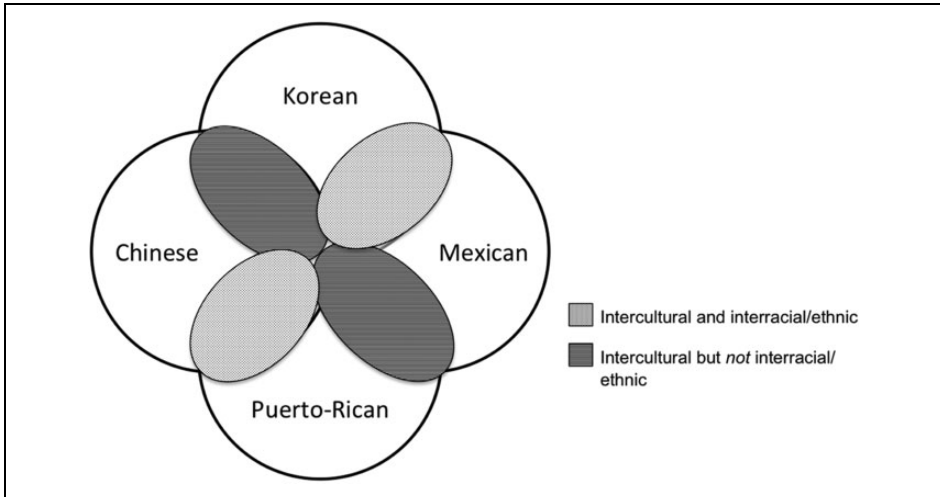 Korean
Chinese
Mexican
Puerto-Rican
Intercultural and interracial/ethnic
Intercultural but not interracial/
ethnic